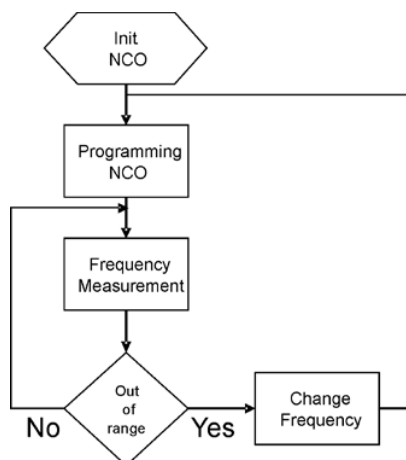 Init
NCO
Programming
NCO
Frequency
Measurement
Out
of
range
No
Yes
Change
Frequency